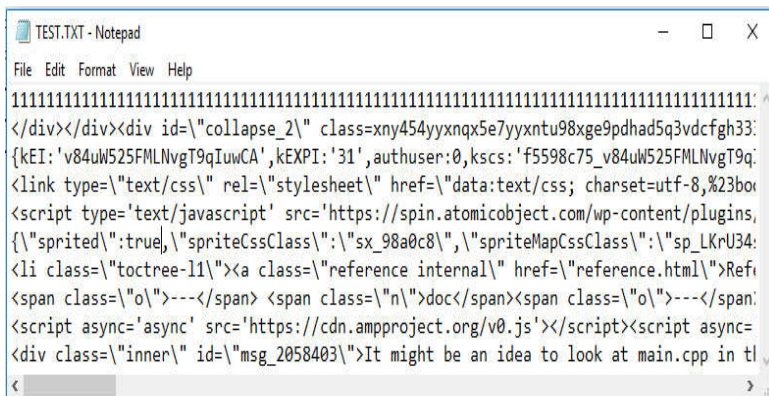 TEST.TXT - Notepad
File Edit Format View Help
</div></div><div id=\"collapse_2\" class=xny454yyxnqx5e7yyxntu98xge9pdhad5q3vdcfgh33
{kEI:'v84uW525FMLNvgT9qIuwCA',kEXPI:'31',authuser:0,kscs:'f5598c75_v84uW525FMLNvgT9q
<link type=\"text/css\" rel=\"stylesheet\" href=\"data:text/css; charset=utf-8,%23bo
<script type='text/javascript' src='https://spin.atomicobject.com/wp-content/plugins/
{\"sprited\":true,\"spriteCssClass\":\"sx_98a0c8\",\"spriteMapCssClass\":\"sp_LKrU34
<li class=\"toctree-l1\"><a class=\"reference internal\" href=\"reference.html\">Ref
<span class=\"o\">---</span> <span class=\"n\">doc</span><span class=\"o\">---</span
<script async='async' src='https://cdn.ampproject.org/v0.js'></script><script async=
<div class=\"inner\" id=\"msg_2058403\">It might be an idea to look at main.cpp in